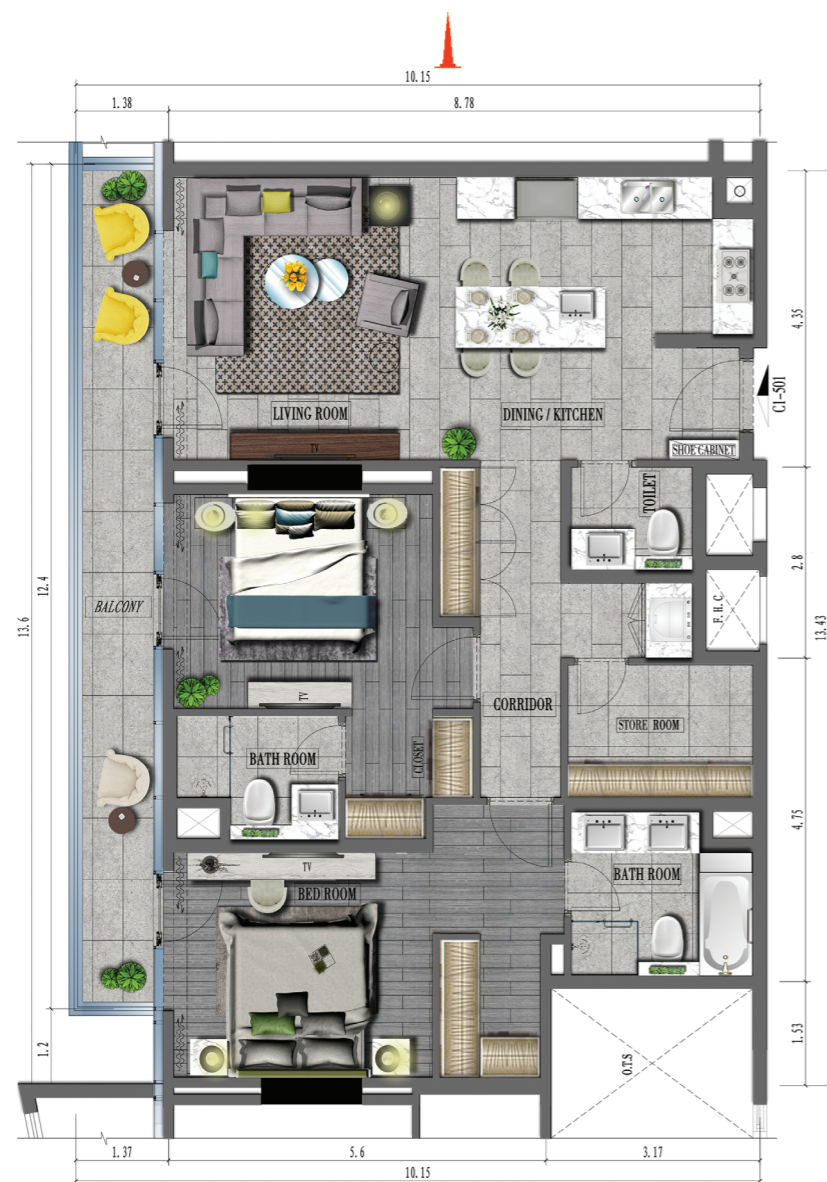 10.15
1.38
8.78
4.35
C1-501
LIVING ROOM
DINING / KITCHEN
TV
SHOE CABINET
TOILET
2.8
12.4
13.6
BALCONY
F. H. C.
13.43
TV
CORRIDOR
STORE ROOM
BATH ROOM
CLOSET
4.75
TV
BED ROOM
BATH ROOM
1.2
O.T.S
1.53
1.37
5.6
3.17
10.15